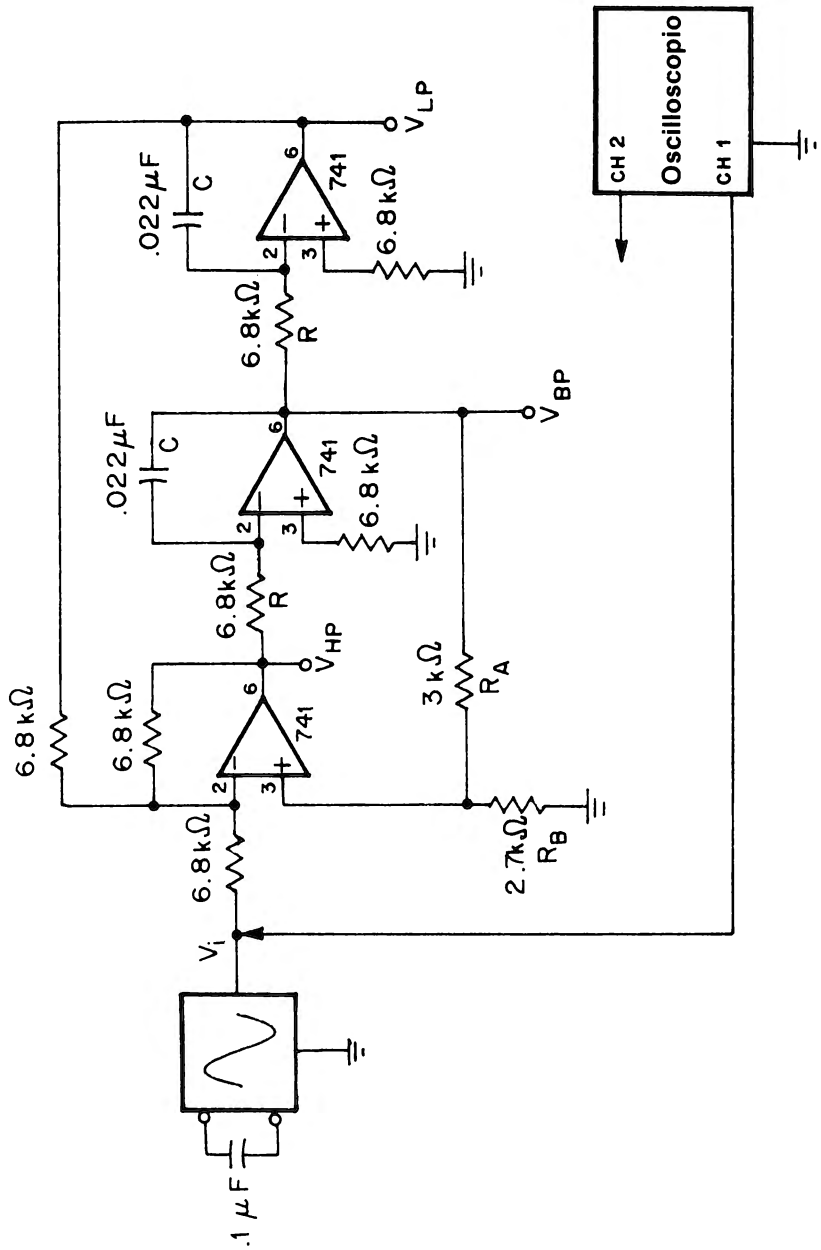 .1 µF
V_i
6.8kΩ
6.8kΩ
6.8kΩ
2
3
6
741
V_HP
2.7kΩ
R_B
3kΩ
R_A
6.8kΩ
R
.022µF
C
2
3
6
741
6.8kΩ
V_BP
6.8kΩ
R
.022µF
C
2
3
6
741
6.8kΩ
V_LP
CH 2
Oscilloscopio
CH 1